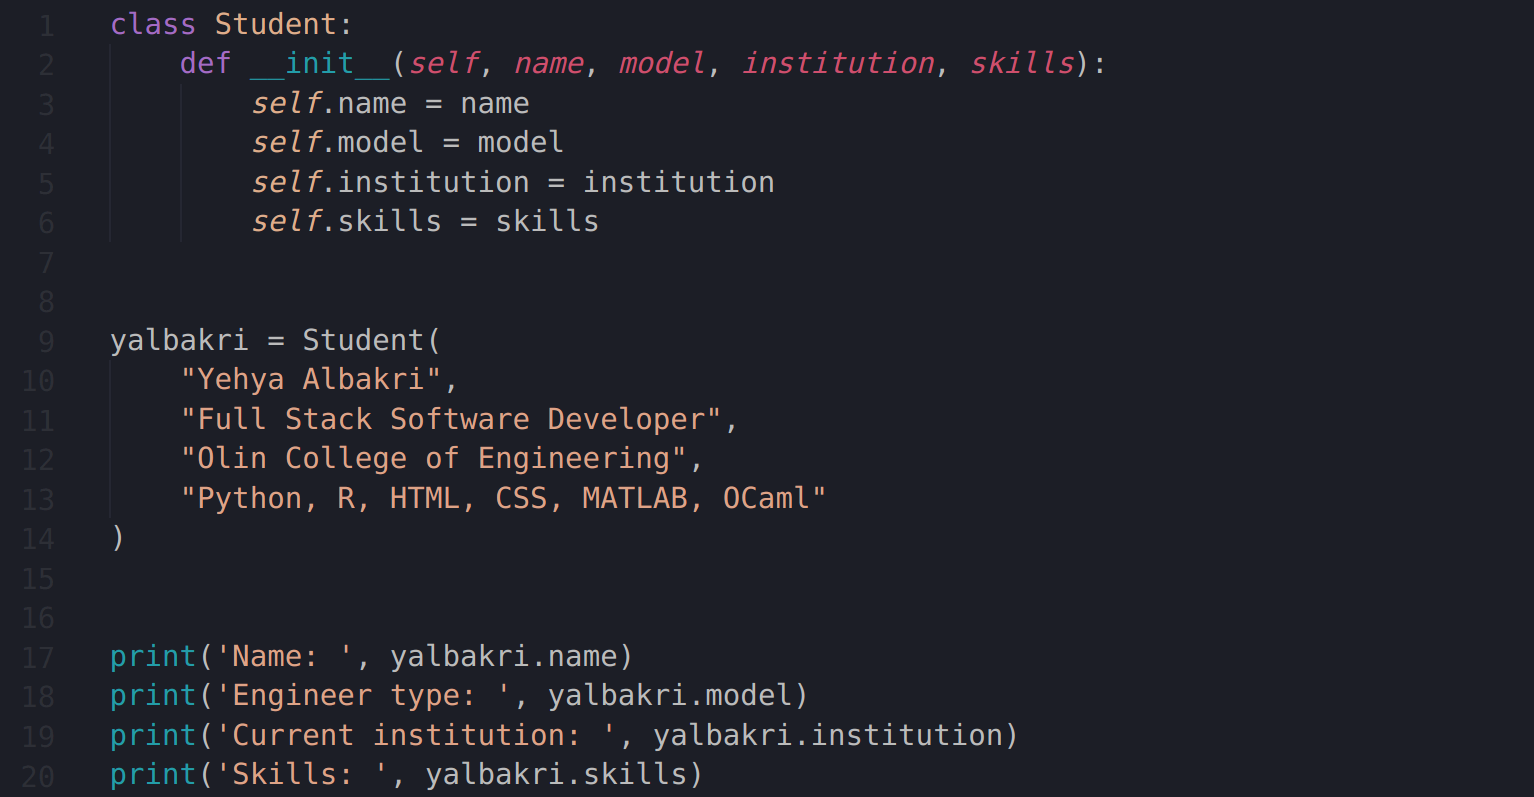 1 class Student:
2     def __init__(self, name, model, institution, skills):
3         self.name = name
4         self.model = model
5         self.institution = institution
6         self.skills = skills
7
8
9 yalbakri = Student(
10     "Yehya Albakri",
11     "Full Stack Software Developer",
12     "Olin College of Engineering",
13     "Python, R, HTML, CSS, MATLAB, OCaml"
14 )
15
16
17 print('Name: ', yalbakri.name)
18 print('Engineer type: ', yalbakri.model)
19 print('Current institution: ', yalbakri.institution)
20 print('Skills: ', yalbakri.skills)